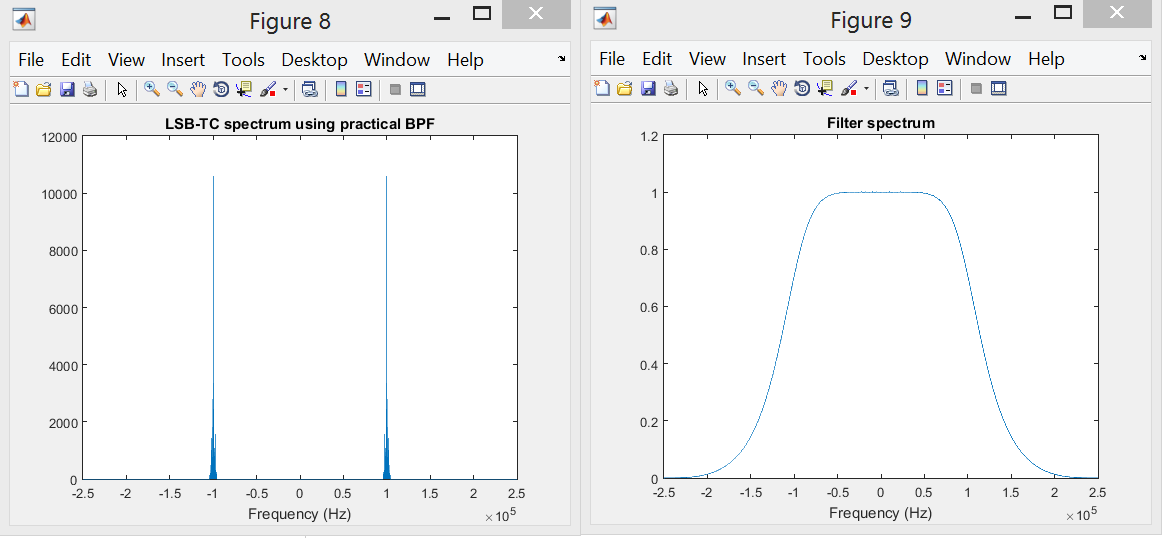 Figure 8
File Edit View Insert Tools Desktop Window Help
LSB-TC spectrum using practical BPF
12000
10000
8000
6000
4000
2000
0
-2.5 -2 -1.5 -1 -0.5 0 0.5 1 1.5 2 2.5
Frequency (Hz)
×10^5
Figure 9
File Edit View Insert Tools Desktop Window Help
Filter spectrum
1.2
1
0.8
0.6
0.4
0.2
0
-2.5 -2 -1.5 -1 -0.5 0 0.5 1 1.5 2 2.5
Frequency (Hz)
×10^5